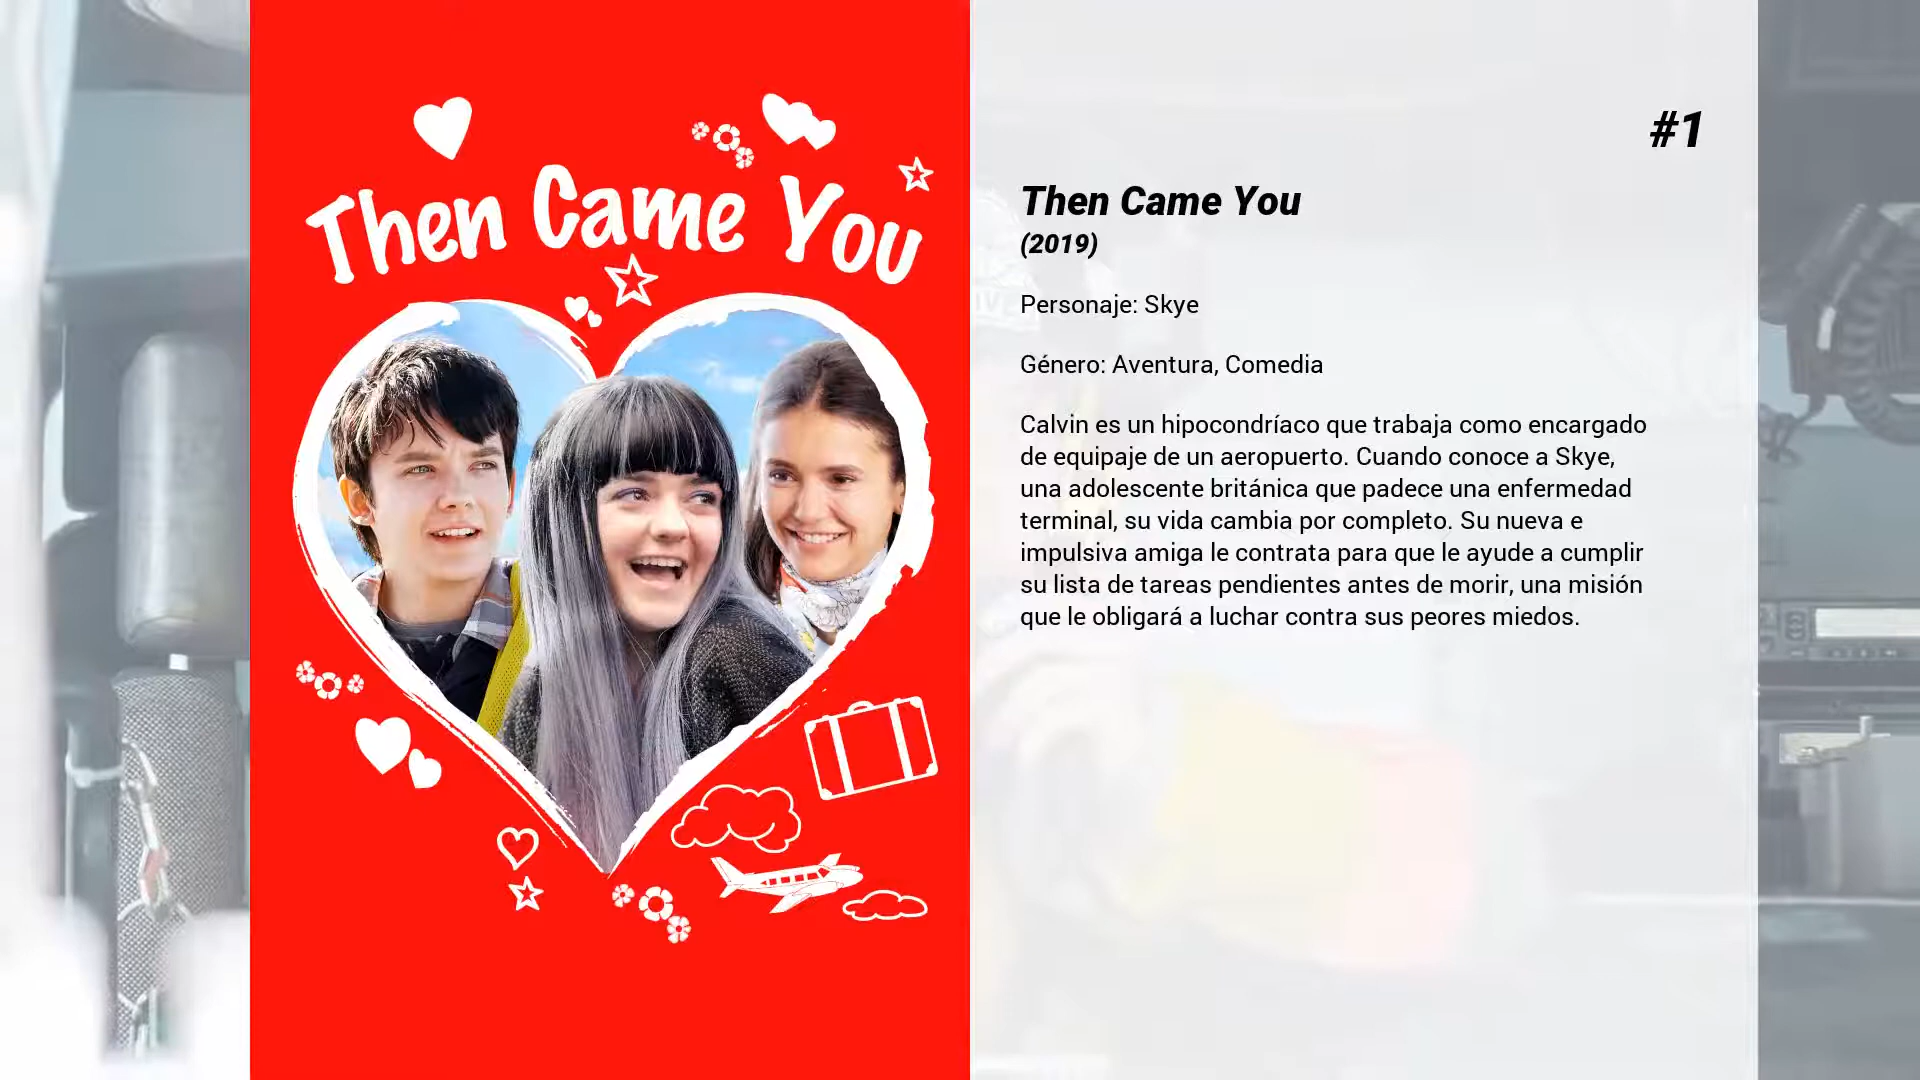 Then Came You
#1
Then Came You
(2019)
Personaje: Skye
Género: Aventura, Comedia
Calvin es un hipocondríaco que trabaja como encargado
de equipaje de un aeropuerto. Cuando conoce a Skye,
una adolescente británica que padece una enfermedad
terminal, su vida cambia por completo. Su nueva e
impulsiva amiga le contrata para que le ayude a cumplir
su lista de tareas pendientes antes de morir, una misión
que le obligará a luchar contra sus peores miedos.